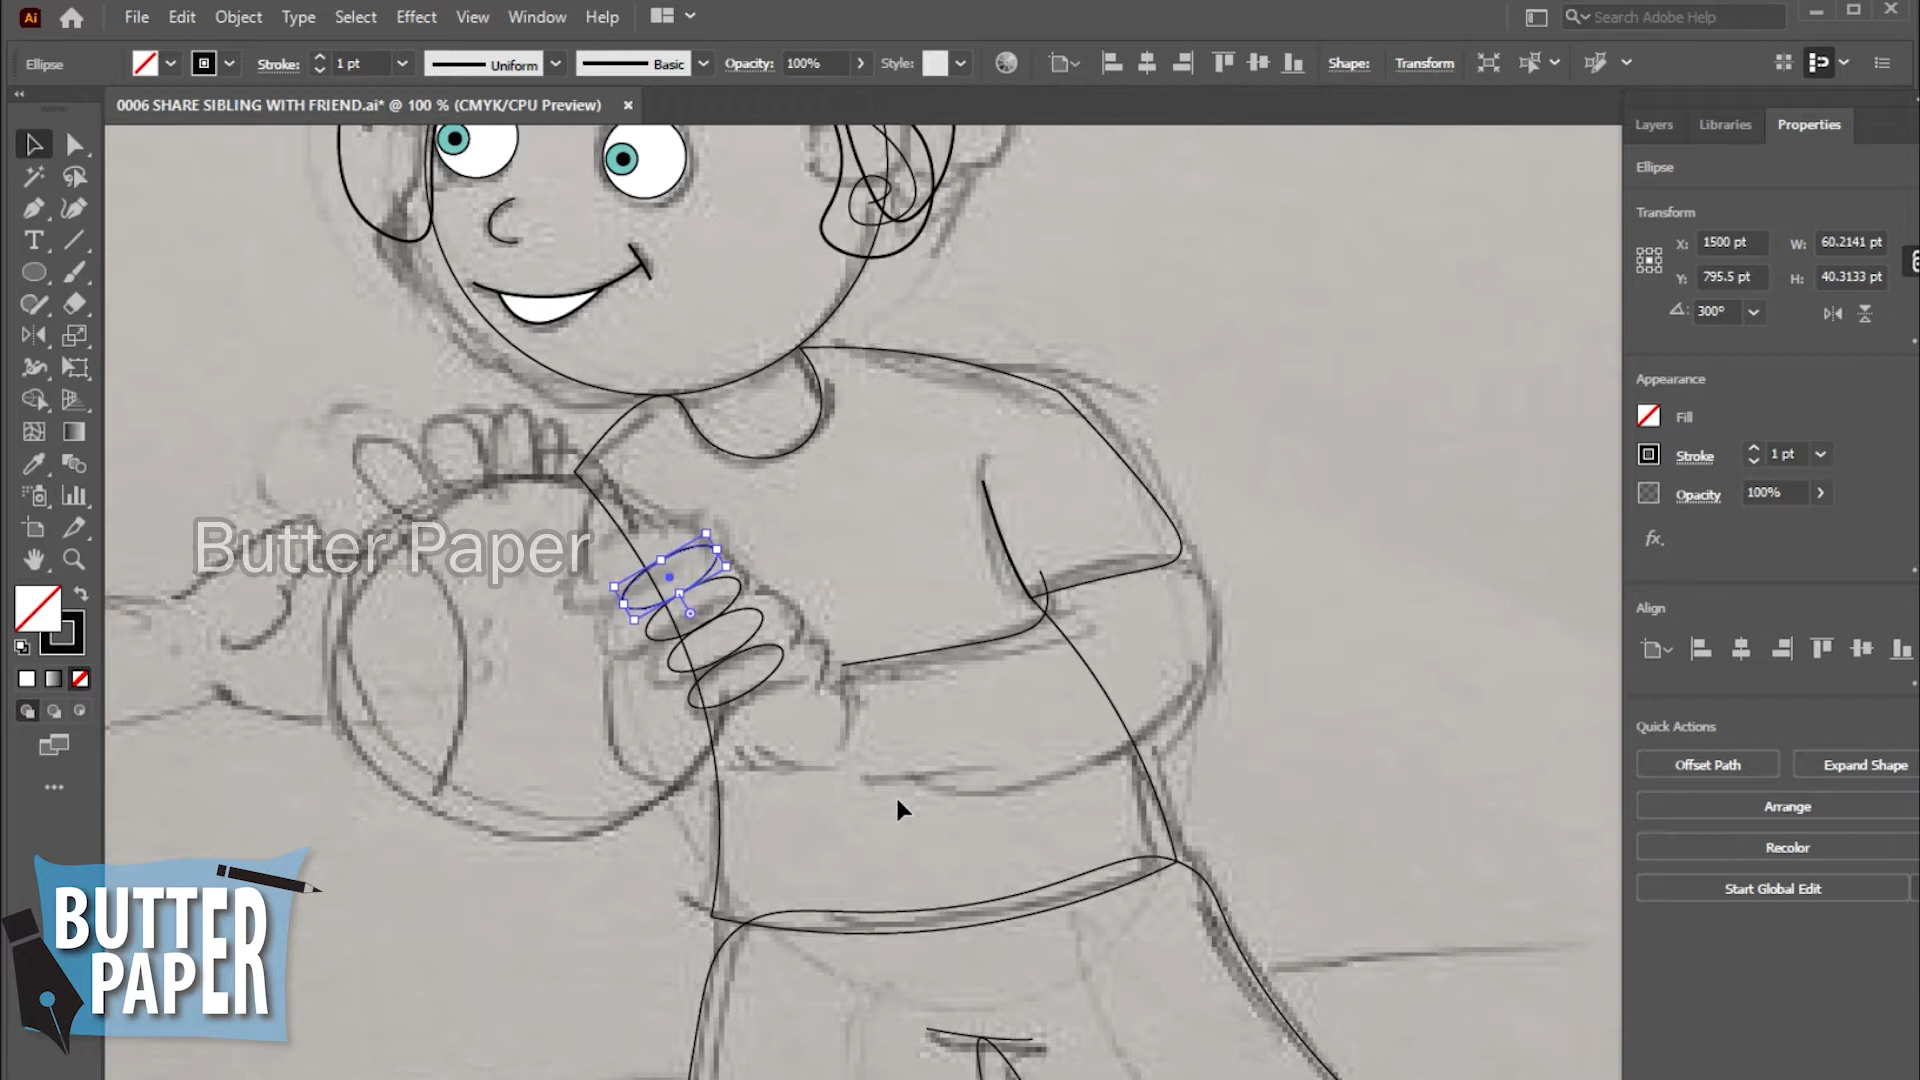 Ai File Edit Object Type Select Effect View Window Help Search Adobe Help
Ellipse Stroke: 1 pt Uniform Basic Opacity: 100% Style: Shape: Transform
0006 SHARE SIBLING WITH FRIEND.ai* @ 100 % (CMYK/CPU Preview) ×
Layers Libraries Properties
Ellipse
Transform
X: 1500 pt W: 60.2141 pt
Y: 795.5 pt H: 40.3133 pt
300°
Appearance
Fill
Stroke 1 pt
Opacity 100%
fx.
Align
Quick Actions
Offset Path Expand Shape
Arrange
Recolor
Start Global Edit
Butter Paper
BUTTER
PAPER